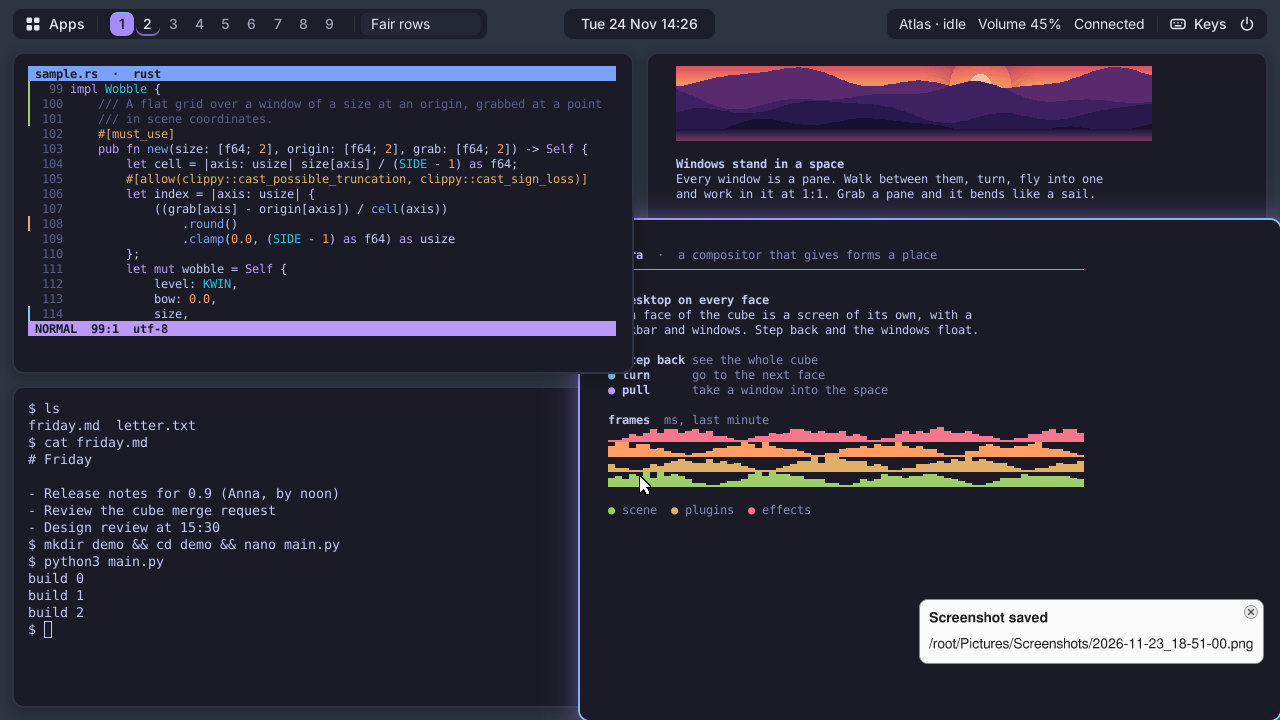 Apps 1 2 3 4 5 6 7 8 9 Fair rows
Tue 24 Nov 14:26
Atlas · idle Volume 45% Connected Keys
sample.rs · rust
99 impl Wobble {
100 /// A flat grid over a window of a size at an origin, grabbed at a point
101 /// in scene coordinates.
102 #[must_use]
103 pub fn new(size: [f64; 2], origin: [f64; 2], grab: [f64; 2]) -> Self {
104 let cell = |axis: usize| size[axis] / (SIDE - 1) as f64;
105 #[allow(clippy::cast_possible_truncation, clippy::cast_sign_loss)]
106 let index = |axis: usize| {
107 ((grab[axis] - origin[axis]) / cell(axis))
108 .round()
109 .clamp(0.0, (SIDE - 1) as f64) as usize
110 };
111 let mut wobble = Self {
112 level: KWIN,
113 bow: 0.0,
114 size,
NORMAL 99:1 utf-8
Windows stand in a space
Every window is a pane. Walk between them, turn, fly into one
and work in it at 1:1. Grab a pane and it bends like a sail.
$ ls
friday.md letter.txt
$ cat friday.md
# Friday
- Release notes for 0.9 (Anna, by noon)
- Review the cube merge request
- Design review at 15:30
$ mkdir demo && cd demo && nano main.py
$ python3 main.py
build 0
build 1
build 2
$
ra · a compositor that gives forms a place
esktop on every face
face of the cube is a screen of its own, with a
kbar and windows. Step back and the windows float.
tep back see the whole cube
turn go to the next face
pull take a window into the space
frames ms, last minute
scene plugins effects
Screenshot saved
/root/Pictures/Screenshots/2026-11-23_18-51-00.png